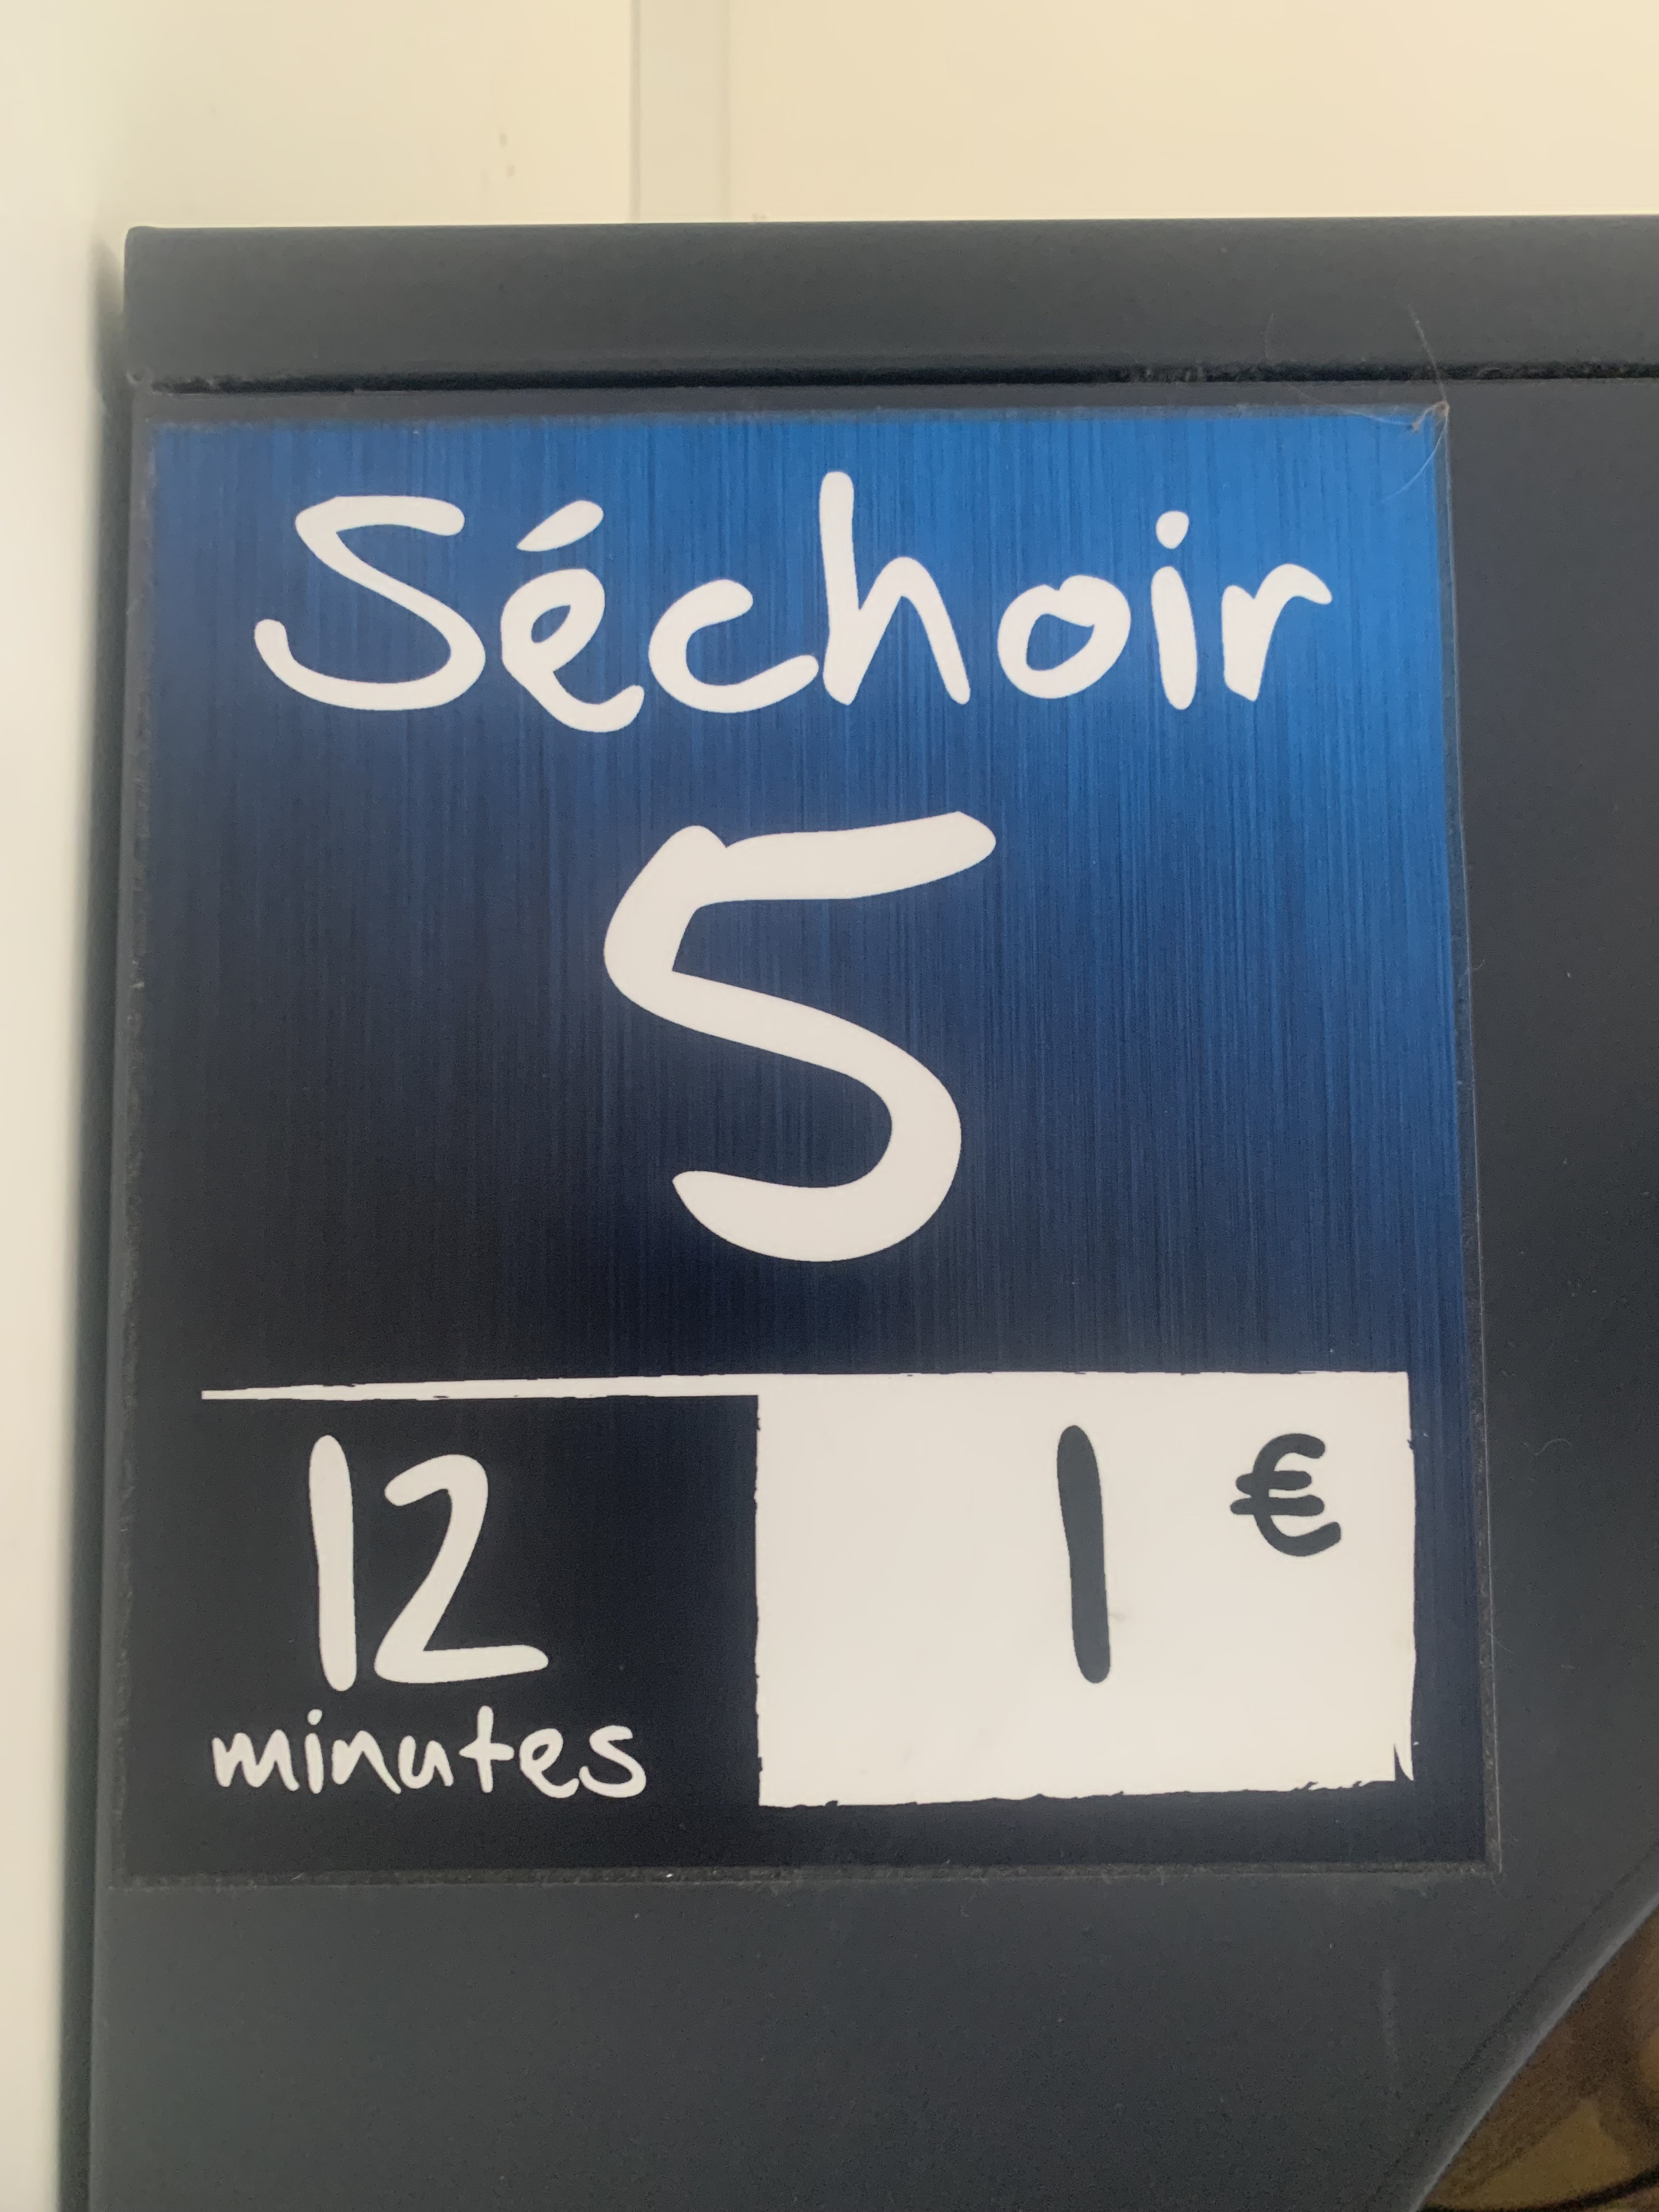 Séchoir
5
12 1 €
minutes